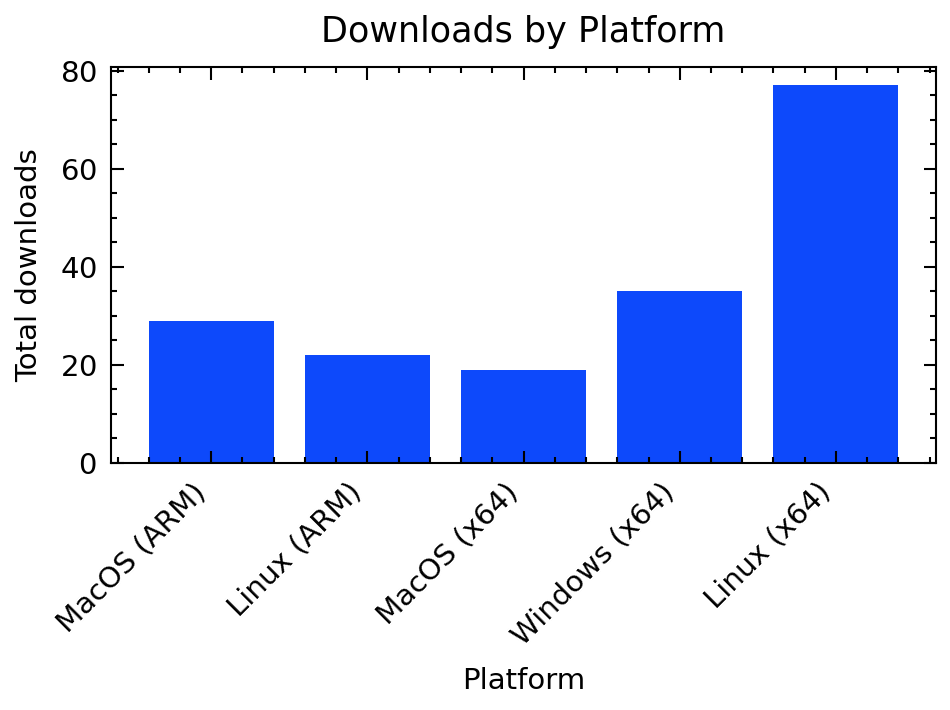 Downloads by Platform
Total downloads
80
60
40
20
0
MacOS (ARM)
Linux (ARM)
MacOS (x64)
Windows (x64)
Linux (x64)
Platform